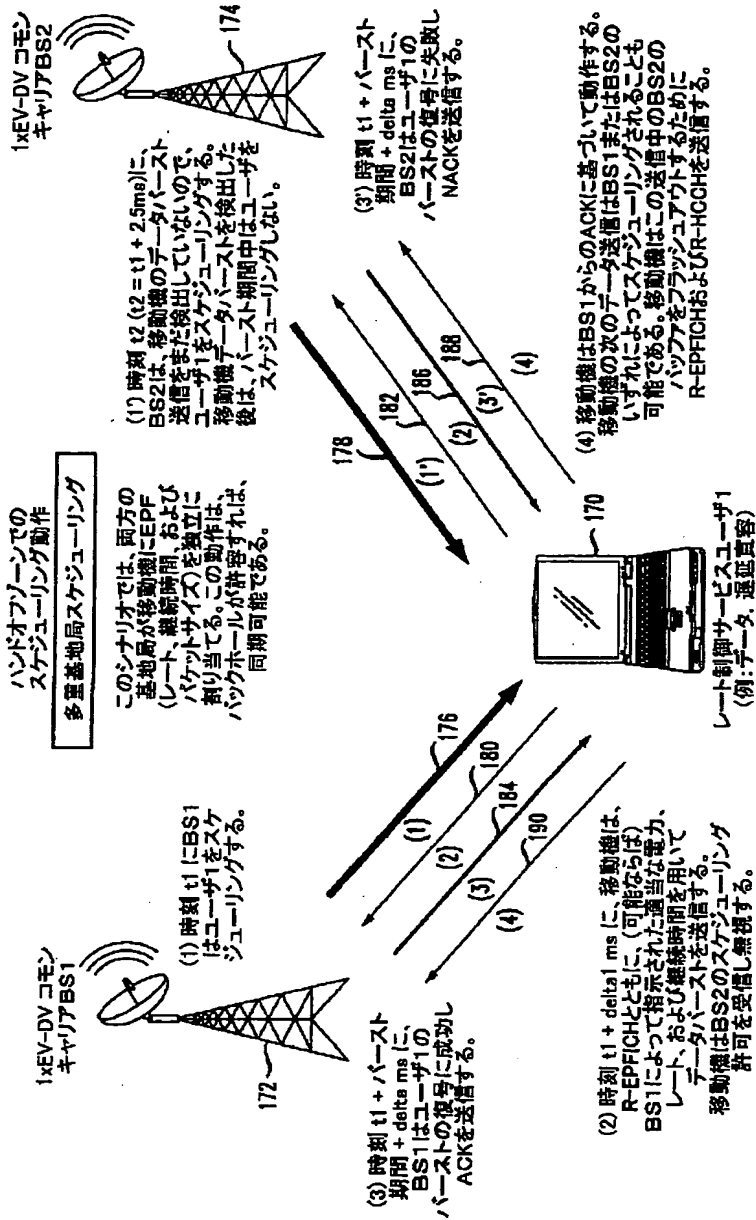 ハンドオフゾーンでの
スケジューリング動作
多重基地局スケジューリング
このシナリオでは、両方の
基地局が移動機にEPF
(レート、継続時間、および
パケットサイズ)を独立に
割り当てる。この動作は、
バックホールが許容すれば、
同期可能である。
1xEV-DV コモン
キャリアBS1
172
(1) 時刻 t1 にBS1
はユーザ1をスケ
ジューリングする。
1xEV-DV コモン
キャリアBS2
174
(1') 時刻 t2 (t2 = t1 + 2.5ms)に、
BS2は、移動機のデータバースト
送信をまだ検出していないので、
ユーザ1をスケジューリングする。
移動機データバーストを検出した
後は、バースト期間中はユーザを
スケジューリングしない。
(3) 時刻 t1 + バースト
期間 + delta ms に、
BS1はユーザ1の
バーストの復号に成功し
ACKを送信する。
(1)
176
(2)
180
(3)
184
(4)
190
178
(1')
182
(2)
186
(3')
188
(4)
(3') 時刻 t1 + バースト
期間 + delta ms に、
BS2はユーザ1の
バーストの復号に失敗し
NACKを送信する。
(2) 時刻 t1 + delta1 ms に、移動機は、
R-EPFICHとともに、(可能ならば)
BS1によって指示された適当な電力、
レート、および継続時間を用いて
データバーストを送信する。
移動機はBS2のスケジューリング
許可を受信し無視する。
170
レート制御サービスユーザ1
(例:データ, 遅延寛容)
(4) 移動機はBS1からのACKに基づいて動作する。
移動機の次のデータ送信はBS1またはBS2の
いずれによってスケジューリングされることも
可能である。移動機はこの送信中のBS2の
バッファをフラッシュアウトするために
R-EPFICHおよびR-HCCHを送信する。